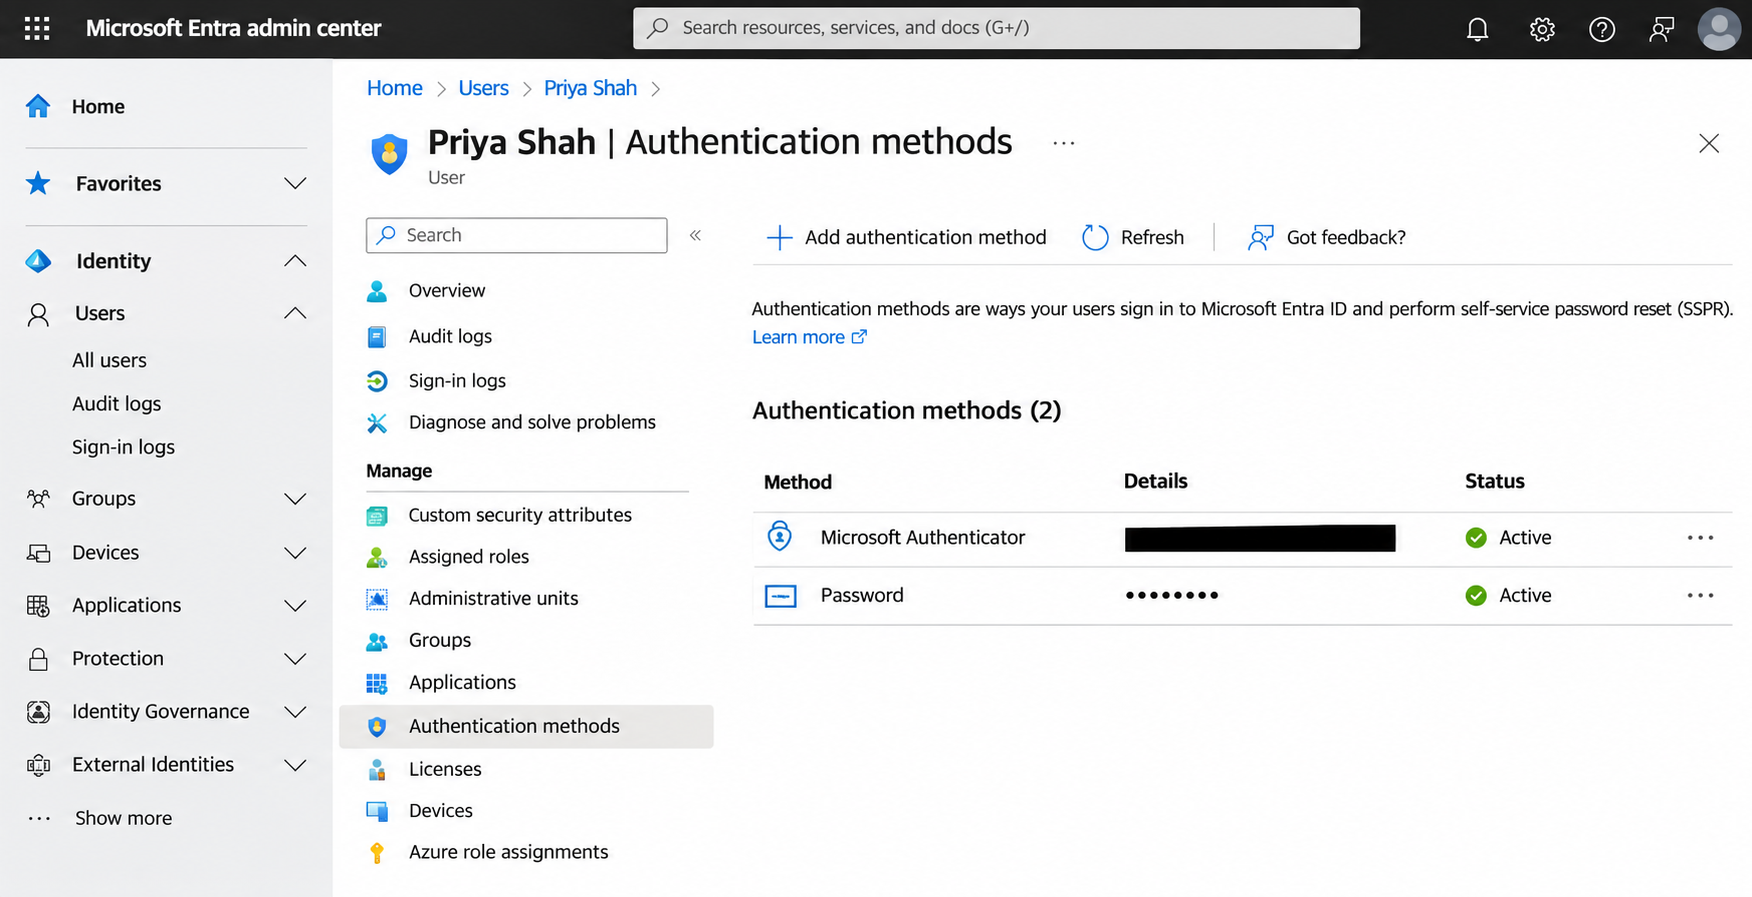 Microsoft Entra admin center
Search resources, services, and docs (G+/)
Home
Favorites
Identity
Users
All users
Audit logs
Sign-in logs
Groups
Devices
Applications
Protection
Identity Governance
External Identities
Show more
Home > Users > Priya Shah >
Priya Shah | Authentication methods ...
User
Search
Overview
Audit logs
Sign-in logs
Diagnose and solve problems
Manage
Custom security attributes
Assigned roles
Administrative units
Groups
Applications
Authentication methods
Licenses
Devices
Azure role assignments
Add authentication method Refresh Got feedback?
Authentication methods are ways your users sign in to Microsoft Entra ID and perform self-service password reset (SSPR).
Learn more
Authentication methods (2)
Method Details Status
Microsoft Authenticator Active
Password •••••••• Active